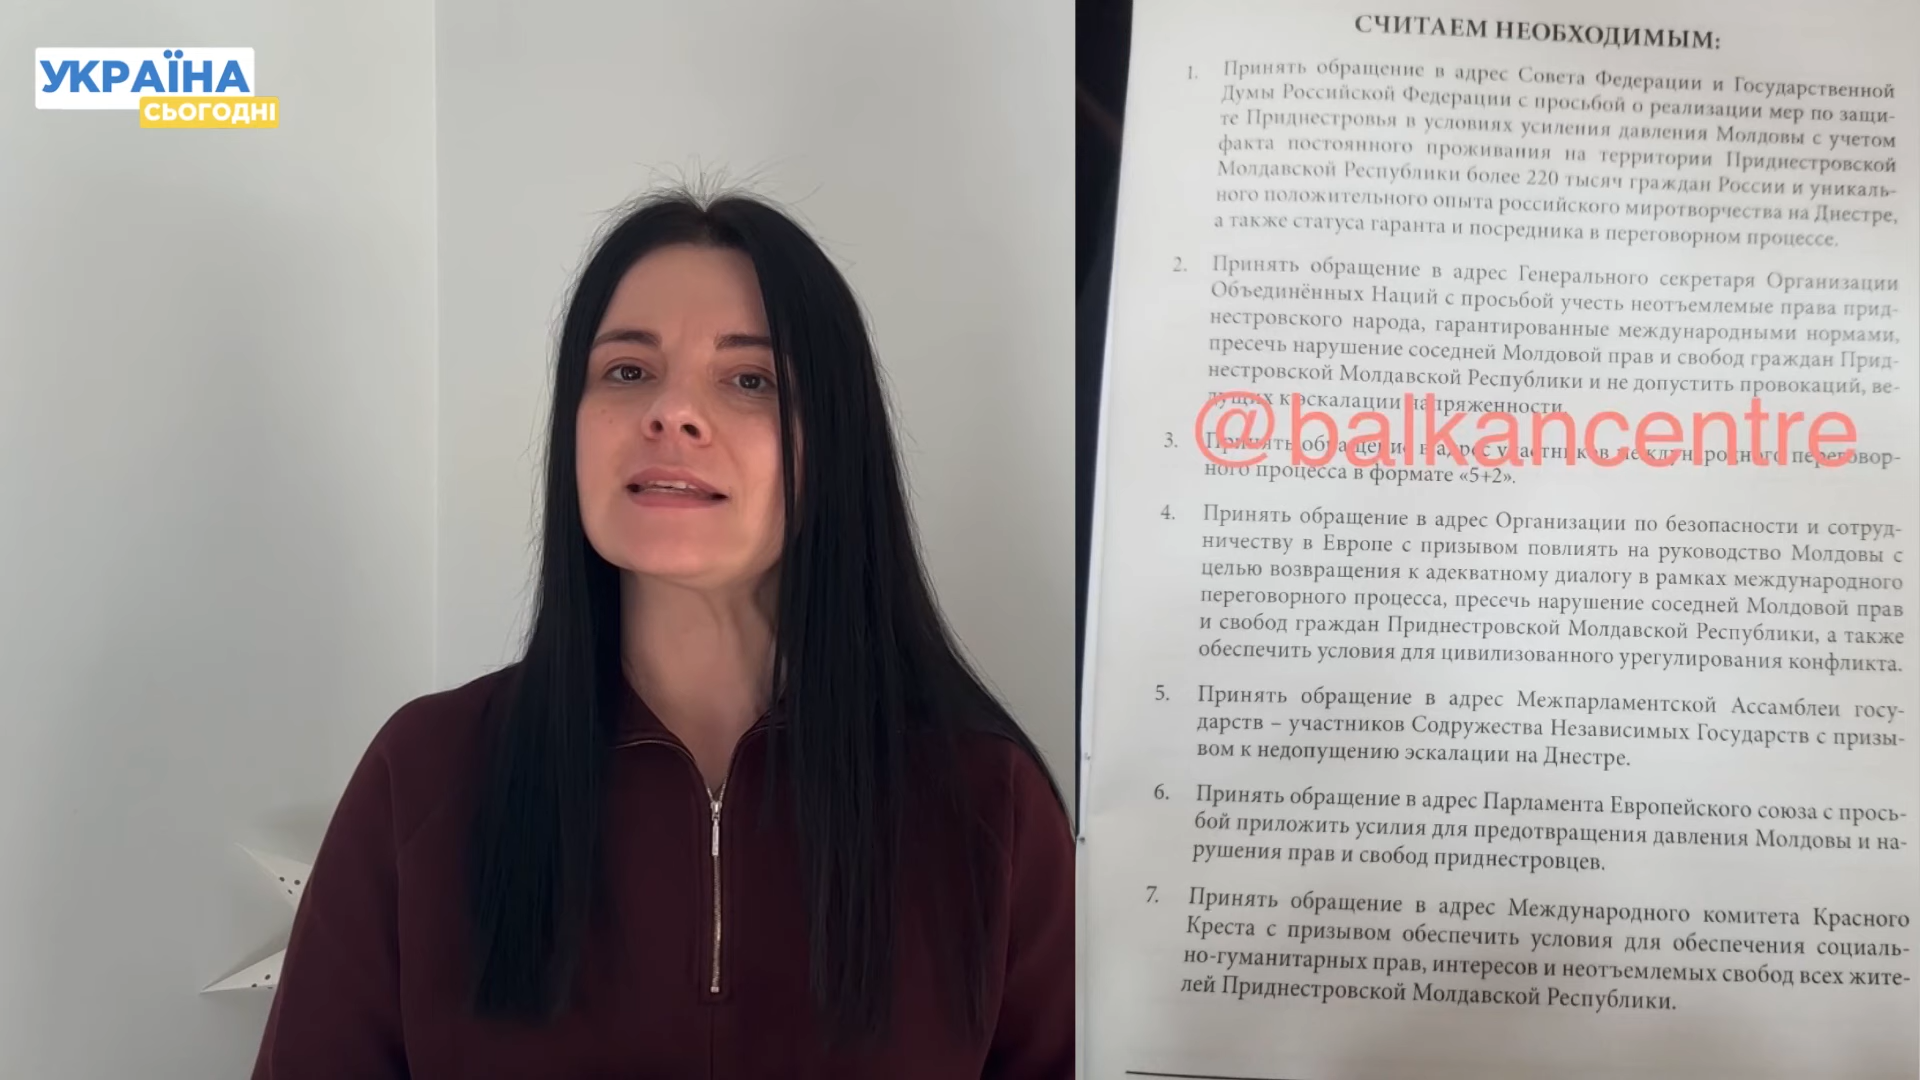 УКРАЇНА
СЬОГОДНІ
СЧИТАЕМ НЕОБХОДИМЫМ:
1. Принять обращение в адрес Совета Федерации и Государственной
Думы Российской Федерации с просьбой о реализации мер по защи-
те Приднестровья в условиях усиления давления Молдовы с учетом
факта постоянного проживания на территории Приднестровской
Молдавской Республики более 220 тысяч граждан России и уникаль-
ного положительного опыта российского миротворчества на Днестре,
а также статуса гаранта и посредника в переговорном процессе.
2. Принять обращение в адрес Генерального секретаря Организации
Объединённых Наций с просьбой учесть неотъемлемые права прид-
нестровского народа, гарантированные международными нормами,
пресечь нарушение соседней Молдовой прав и свобод граждан Прид-
нестровской Молдавской Республики и не допустить провокаций, ве-
дущих к эскалации напряженности.
@balkancentre
3. Принять обращение в адрес участников международного переговор-
ного процесса в формате «5+2».
4. Принять обращение в адрес Организации по безопасности и сотруд-
ничеству в Европе с призывом повлиять на руководство Молдовы с
целью возвращения к адекватному диалогу в рамках международного
переговорного процесса, пресечь нарушение соседней Молдовой прав
и свобод граждан Приднестровской Молдавской Республики, а также
обеспечить условия для цивилизованного урегулирования конфликта.
5. Принять обращение в адрес Межпарламентской Ассамблеи госу-
дарств – участников Содружества Независимых Государств с призы-
вом к недопущению эскалации на Днестре.
6. Принять обращение в адрес Парламента Европейского союза с прось-
бой приложить усилия для предотвращения давления Молдовы и на-
рушения прав и свобод приднестровцев.
7. Принять обращение в адрес Международного комитета Красного
Креста с призывом обеспечить условия для обеспечения социаль-
но-гуманитарных прав, интересов и неотъемлемых свобод всех жите-
лей Приднестровской Молдавской Республики.